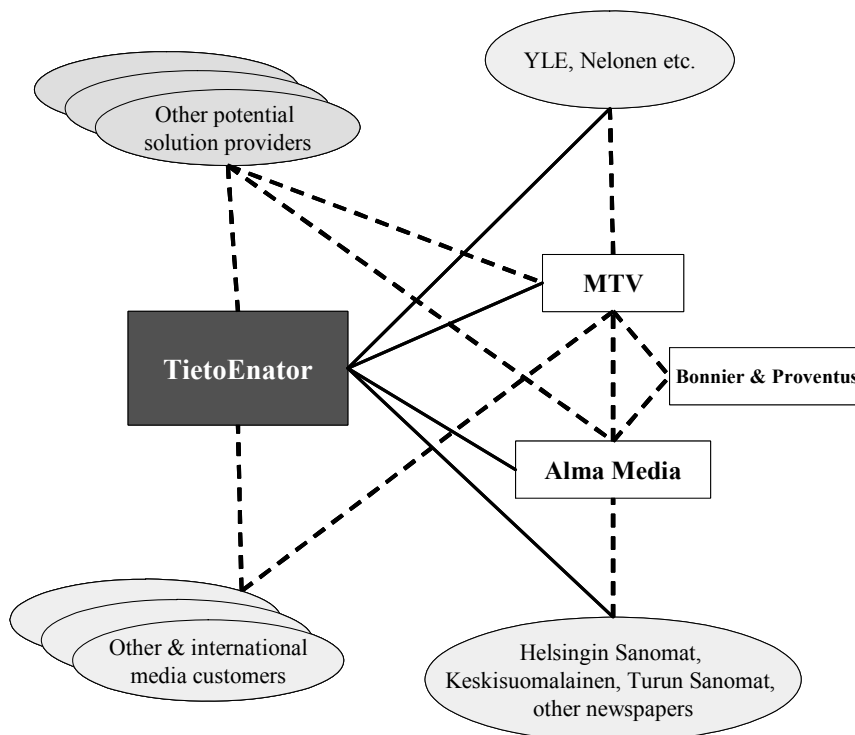 YLE, Nelonen etc.
Other potential
solution providers
MTV
TietoEnator
Bonnier & Proventus
Alma Media
Other & international
media customers
Helsingin Sanomat,
Keskisuomalainen, Turun Sanomat,
other newspapers